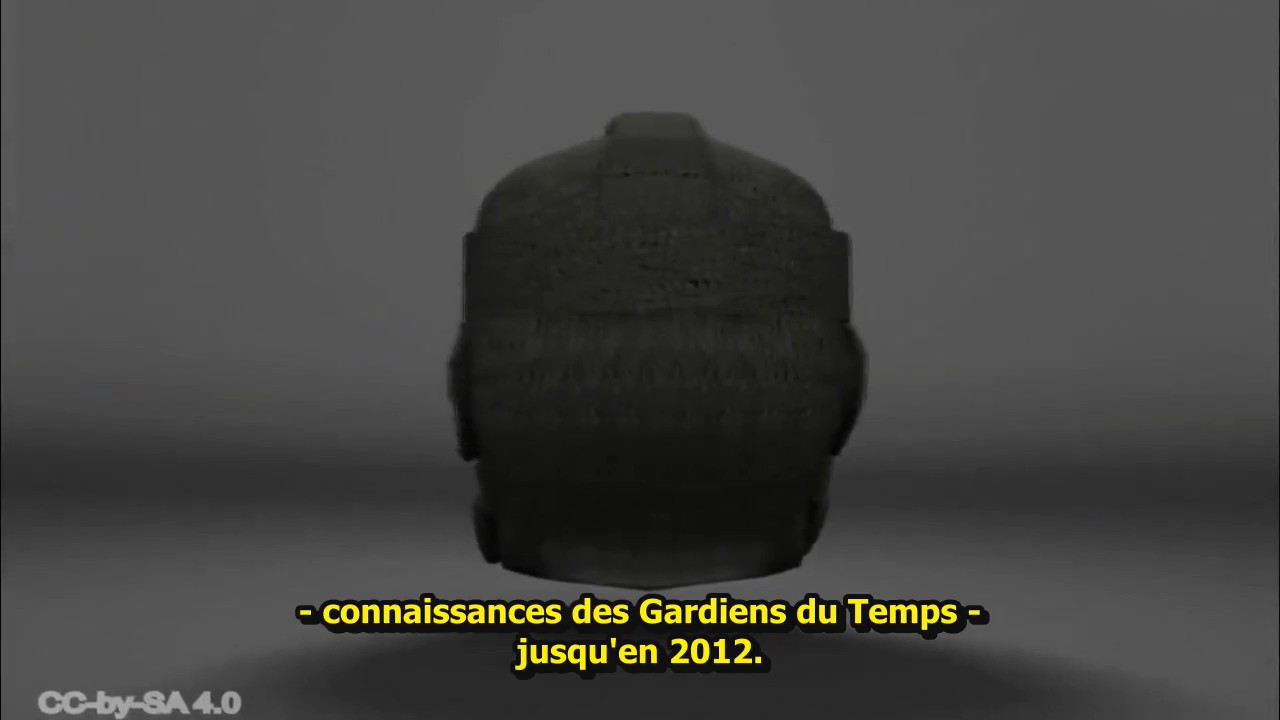 - connaissances des Gardiens du Temps -
jusqu'en 2012.
CC-by-SA 4.0